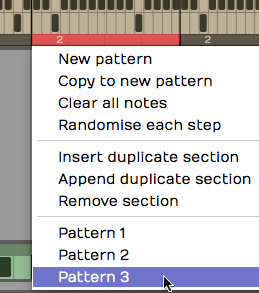 2 2
New pattern
Copy to new pattern
Clear all notes
Randomise each step
Insert duplicate section
Append duplicate section
Remove section
Pattern 1
Pattern 2
Pattern 3